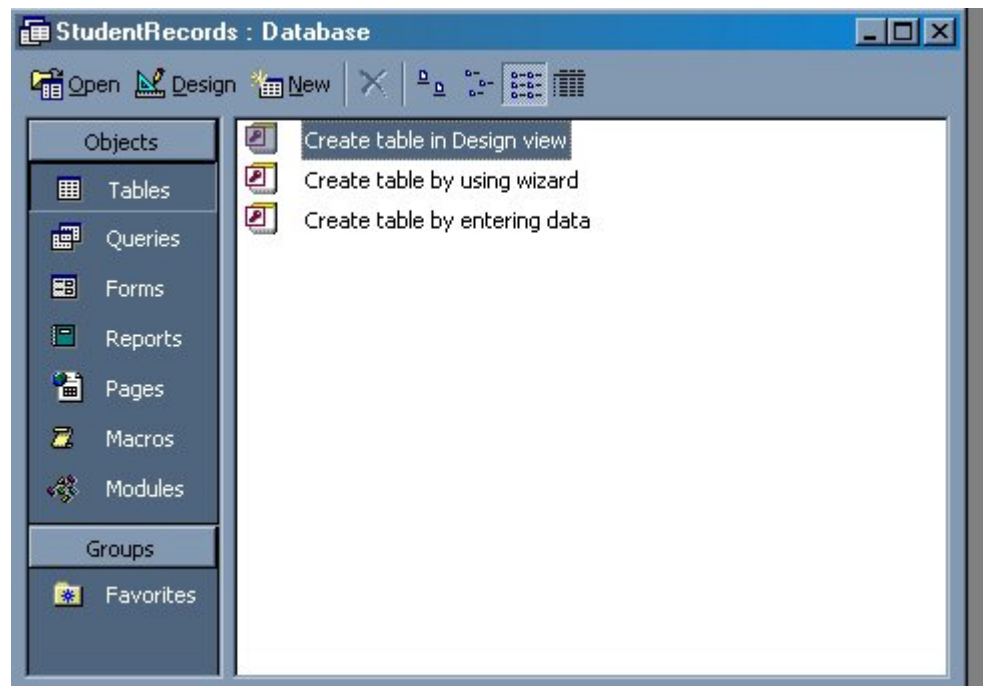 StudentRecords : Database
Open Design New
Objects
Tables
Queries
Forms
Reports
Pages
Macros
Modules
Groups
Favorites
Create table in Design view
Create table by using wizard
Create table by entering data